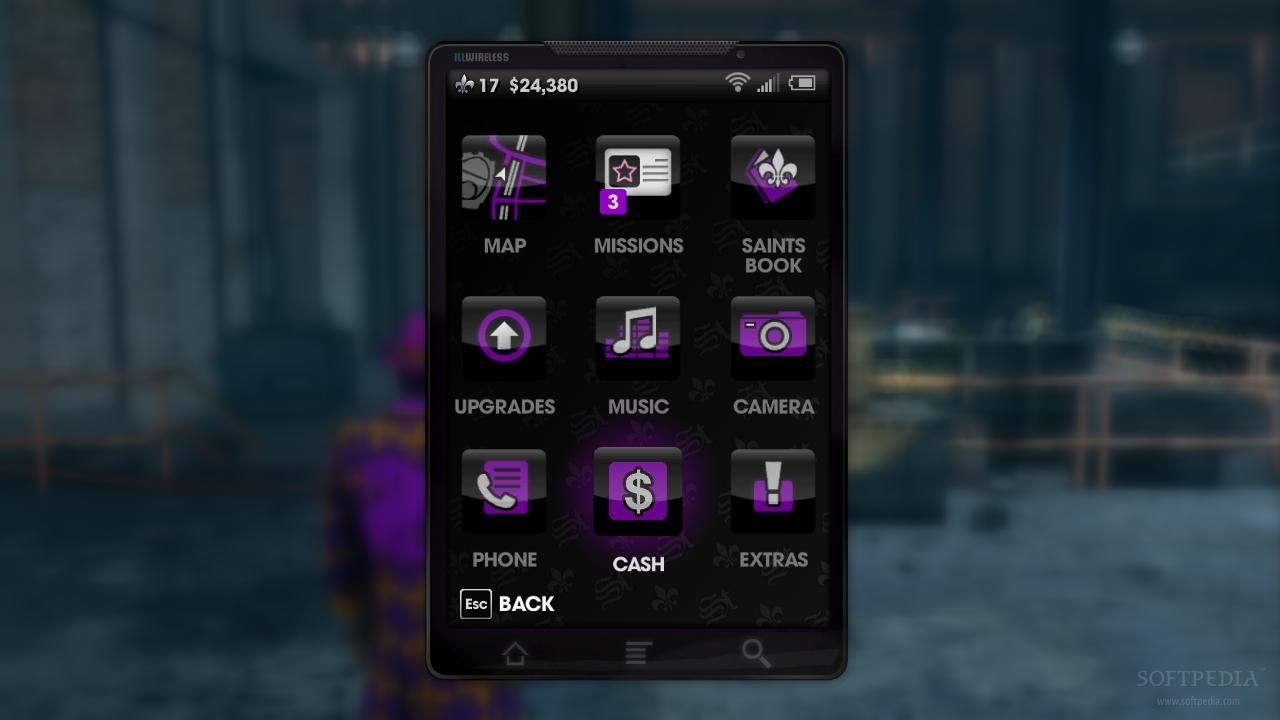 ILLWIRELESS
17 $24,380
MAP
3
MISSIONS
SAINTS
BOOK
UPGRADES
MUSIC
CAMERA
PHONE
$
CASH
!
EXTRAS
Esc BACK
SOFTPEDIA
www.softpedia.com